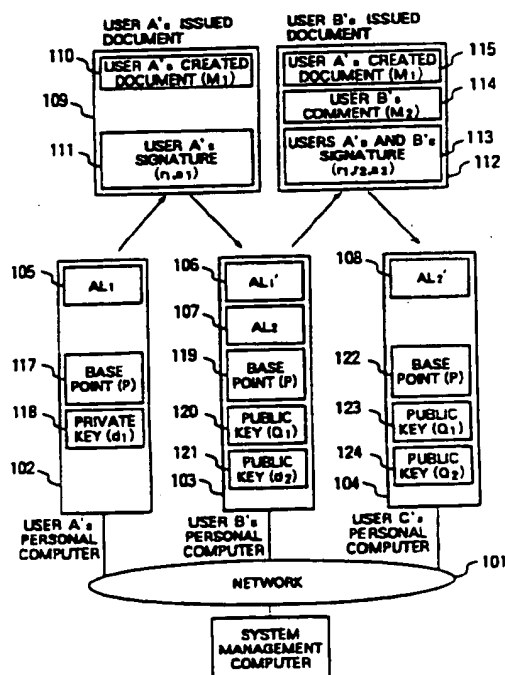 USER A's ISSUED DOCUMENT
USER B's ISSUED DOCUMENT
110
USER A's CREATED DOCUMENT (M1)
109
111
USER A's SIGNATURE (r1,s1)
USER A's CREATED DOCUMENT (M1)
115
USER B's COMMENT (M2)
114
USERS A's AND B's SIGNATURE (r1,r2,s2)
113
112
105
AL1
117
BASE POINT (P)
118
PRIVATE KEY (d1)
102
USER A's PERSONAL COMPUTER
106
AL1'
107
AL2
119
BASE POINT (P)
120
PUBLIC KEY (Q1)
121
PUBLIC KEY (d2)
103
USER B's PERSONAL COMPUTER
108
AL2'
122
BASE POINT (P)
123
PUBLIC KEY (Q1)
124
PUBLIC KEY (Q2)
104
USER C's PERSONAL COMPUTER
101
NETWORK
SYSTEM MANAGEMENT COMPUTER